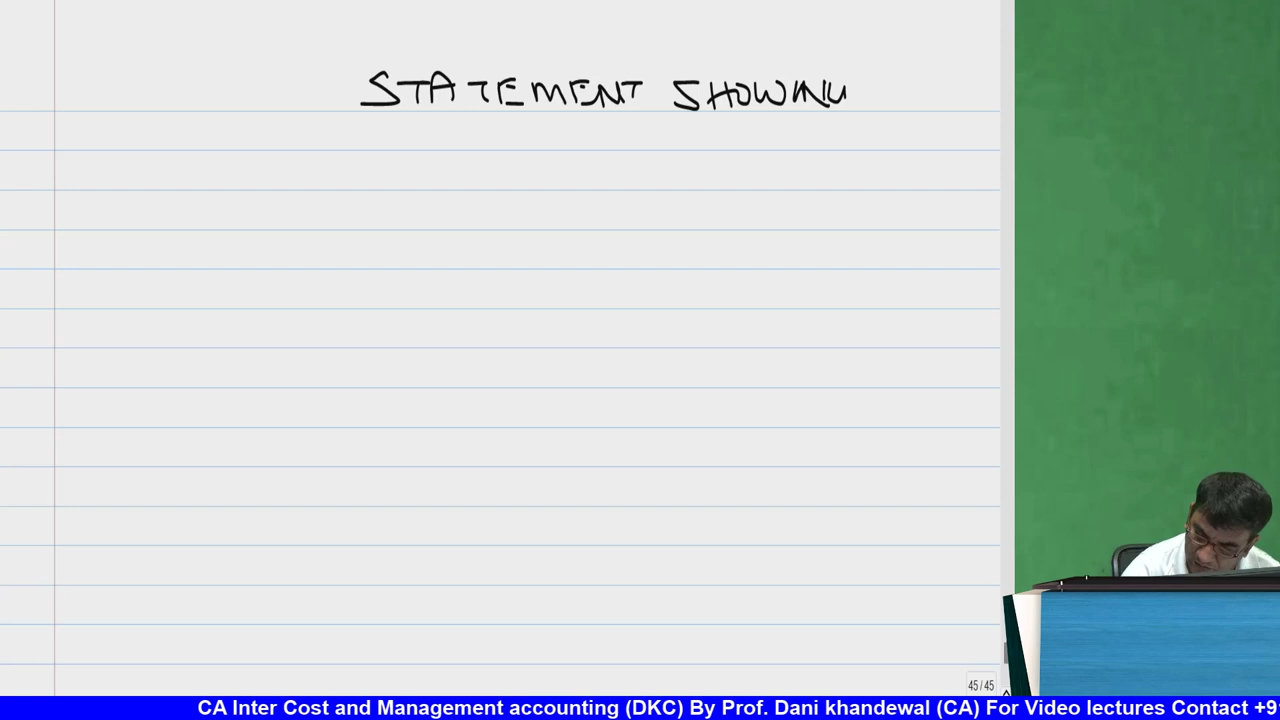 STATEMENT SHOWING
45/45
CA Inter Cost and Management accounting (DKC) By Prof. Dani khandewal (CA) For Video lectures Contact +9